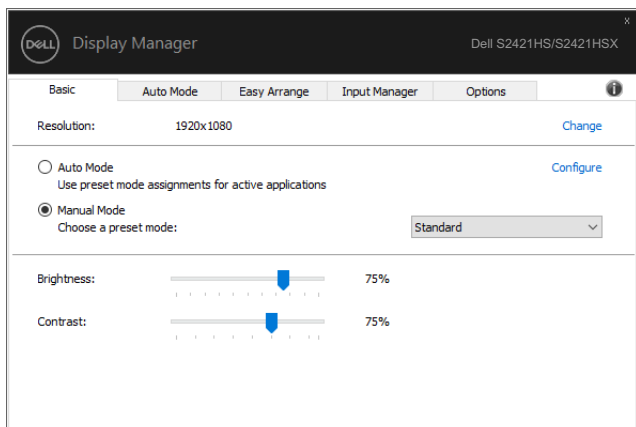 x
DELL Display Manager Dell S2421HS/S2421HSX
Basic Auto Mode Easy Arrange Input Manager Options i
Resolution: 1920x1080 Change
Auto Mode Configure
Use preset mode assignments for active applications
Manual Mode
Choose a preset mode: Standard
Brightness: 75%
Contrast: 75%